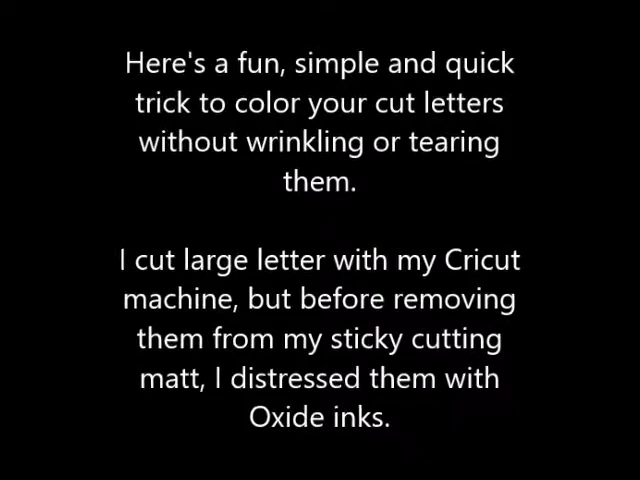 Here's a fun, simple and quick
trick to color your cut letters
without wrinkling or tearing
them.
I cut large letter with my Cricut
machine, but before removing
them from my sticky cutting
matt, I distressed them with
Oxide inks.